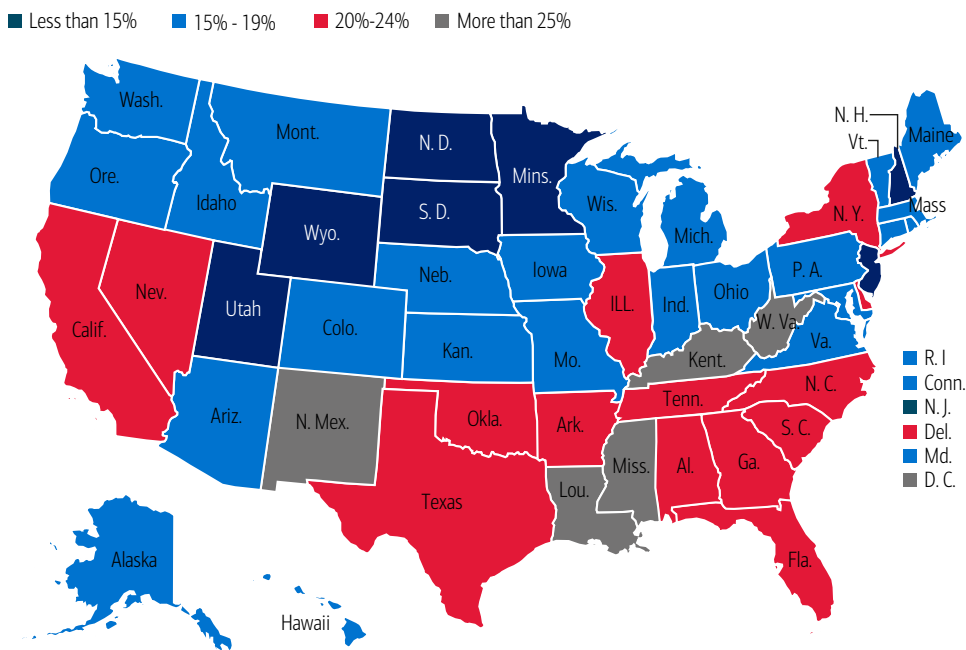 Less than 15%
15% - 19%
20%-24%
More than 25%
Wash.
Mont.
N. D.
Mins.
N. H.
Vt.
Maine
Ore.
Idaho
S. D.
Wis.
Mich.
N. Y.
Mass
Wyo.
Neb.
Iowa
P. A.
Nev.
Utah
Colo.
ILL.
Ind.
Ohio
W. Va.
Calif.
Kan.
Mo.
Kent.
Va.
R. I
Conn.
N. J.
Del.
Md.
D. C.
Ariz.
N. Mex.
Okla.
Ark.
Tenn.
N. C.
S. C.
Texas
Lou.
Miss.
Al.
Ga.
Fla.
Alaska
Hawaii